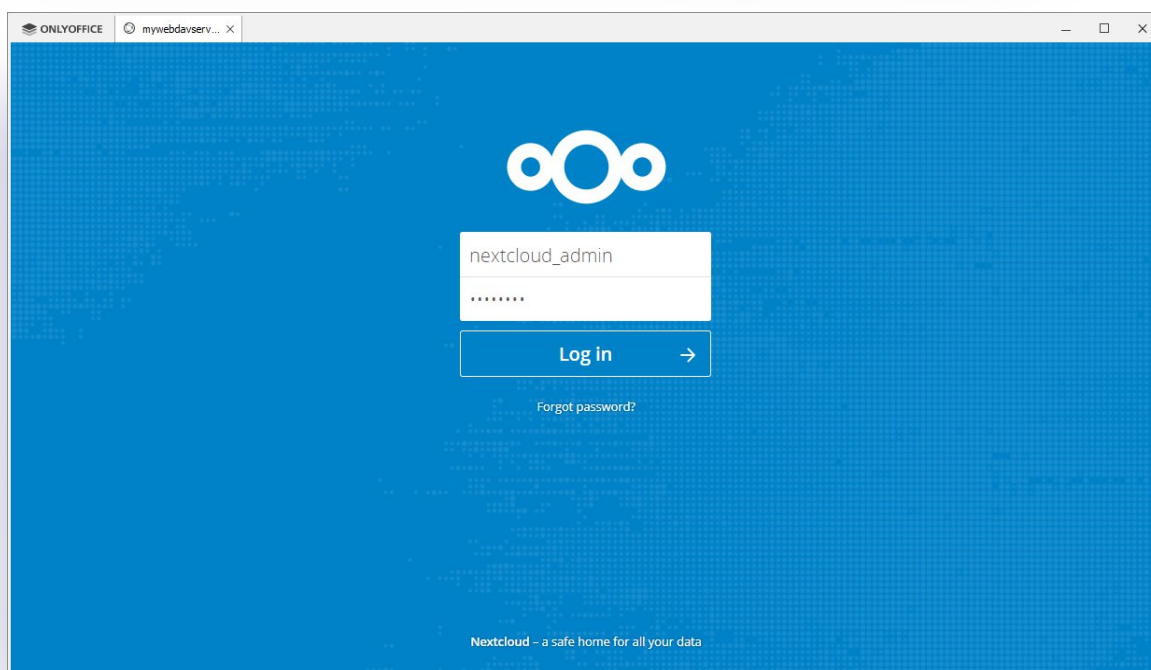 ONLYOFFICE mywebdavserv...
nextcloud_admin
••••••••
Log in
Forgot password?
Nextcloud – a safe home for all your data